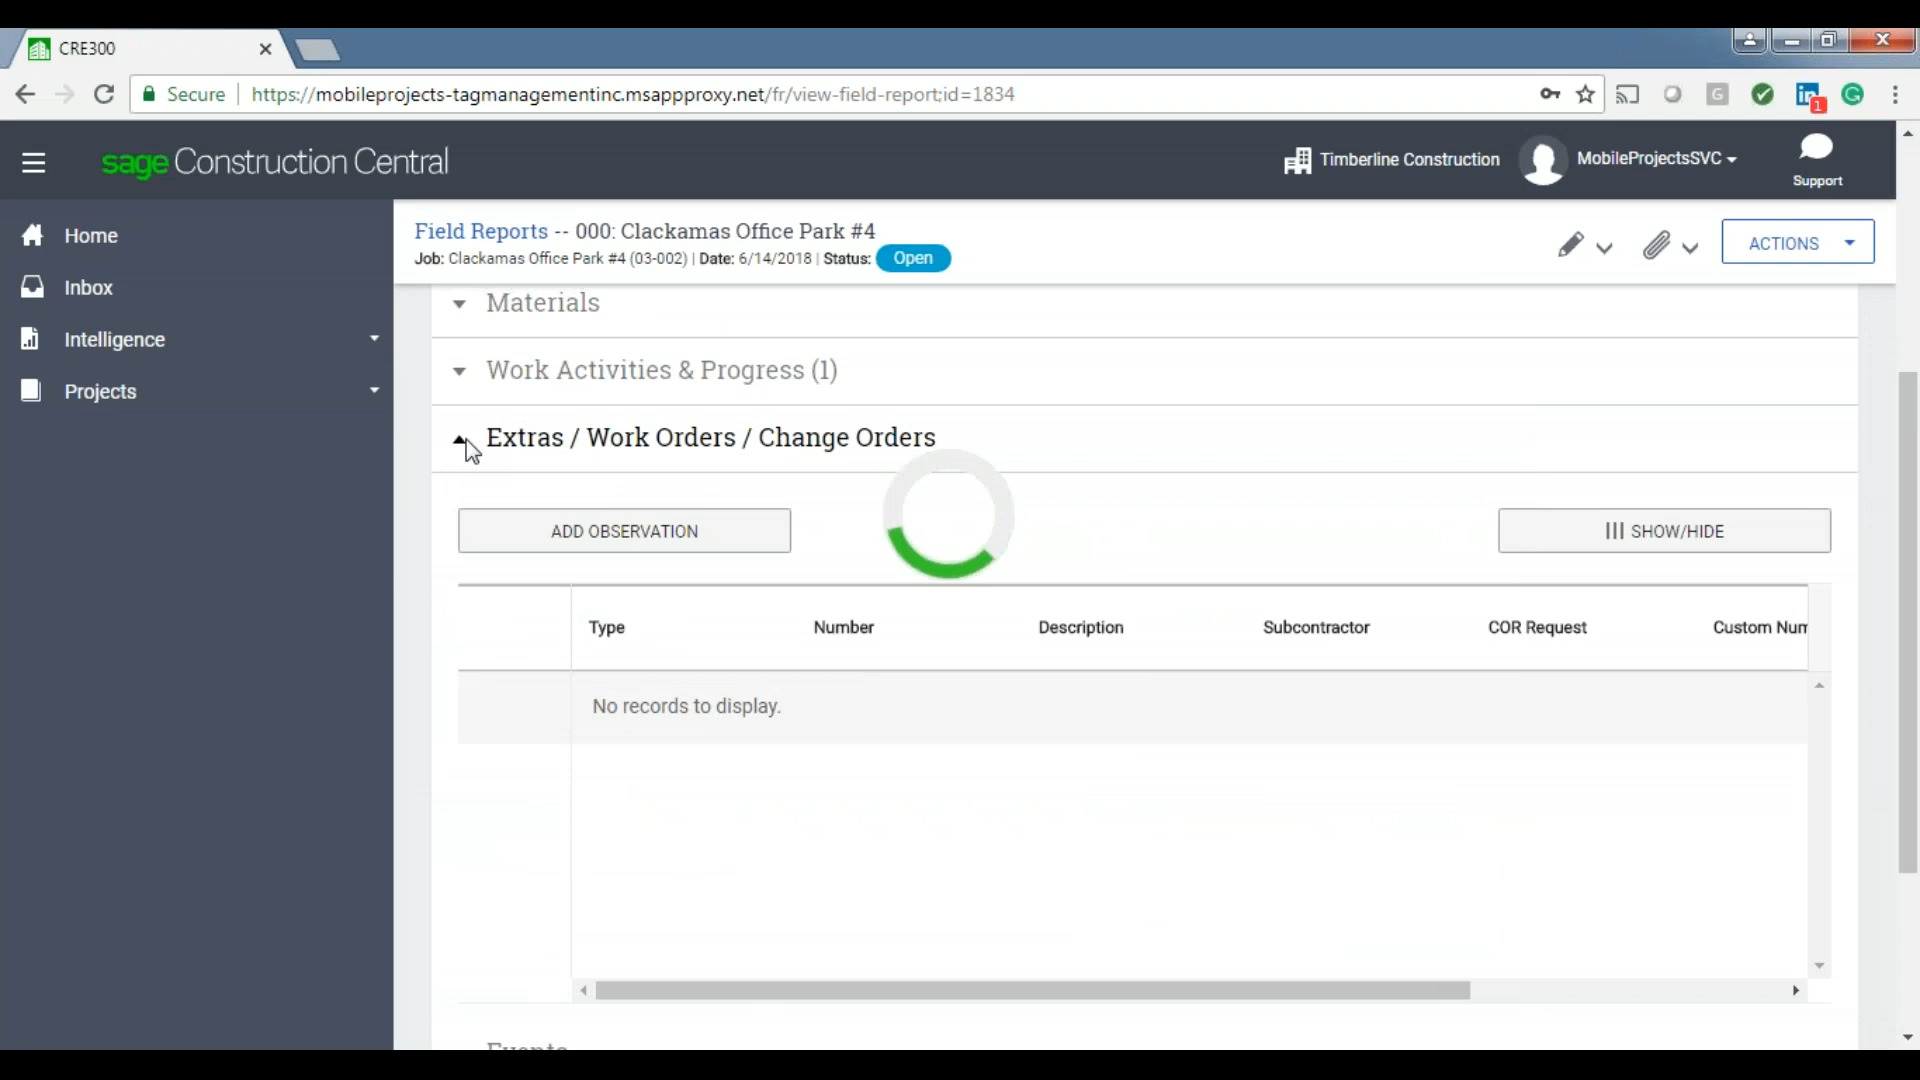 CRE300
Secure https://mobileprojects-tagmanagementinc.msappproxy.net/fr/view-field-report;id=1834
G
in
1
G
sage Construction Central
Timberline Construction
MobileProjectsSVC
Support
Home
Inbox
Intelligence
Projects
Field Reports -- 000: Clackamas Office Park #4
Job: Clackamas Office Park #4 (03-002) | Date: 6/14/2018 | Status: Open
ACTIONS
Materials
Work Activities & Progress (1)
Extras / Work Orders / Change Orders
ADD OBSERVATION
SHOW/HIDE
Type Number Description Subcontractor COR Request Custom Num
No records to display.
Events